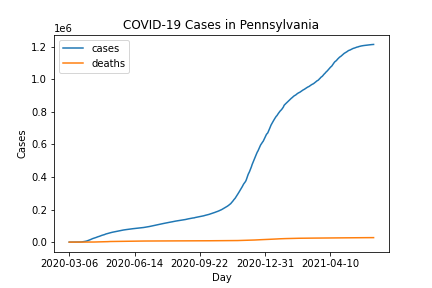 COVID-19 Cases in Pennsylvania
1e6
cases
deaths
1.2
1.0
0.8
0.6
0.4
0.2
0.0
Cases
2020-03-06 2020-06-14 2020-09-22 2020-12-31 2021-04-10
Day